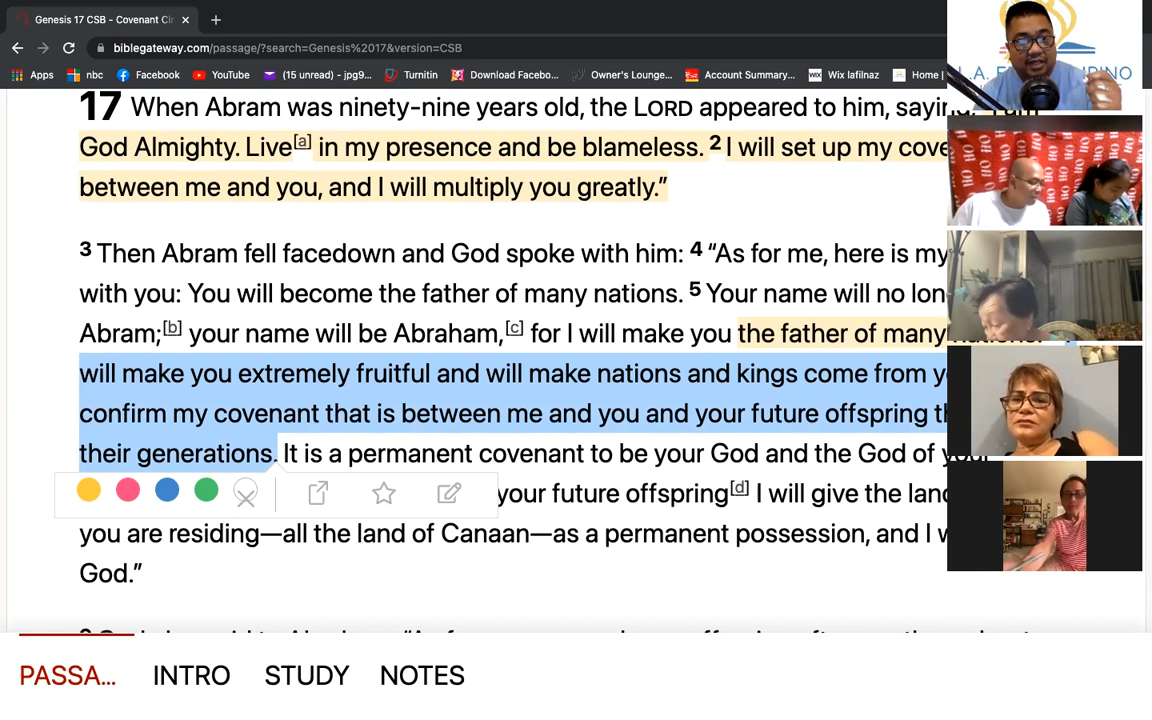 Genesis 17 CSB - Covenant Cir
biblegateway.com/passage/?search=Genesis%2017&version=CSB
Apps nbc Facebook YouTube (15 unread) - jpg9... Turnitin Download Facebo... Owner's Lounge... Account Summary... WIX Wix lafilnaz Home |
17 When Abram was ninety-nine years old, the LORD appeared to him, saying, "I am
God Almighty. Live[a] in my presence and be blameless. 2 I will set up my cove
between me and you, and I will multiply you greatly.”
3 Then Abram fell facedown and God spoke with him: 4 “As for me, here is my
with you: You will become the father of many nations. 5 Your name will no lon
Abram;[b] your name will be Abraham,[c] for I will make you the father of many nations.
will make you extremely fruitful and will make nations and kings come from y
confirm my covenant that is between me and you and your future offspring th
their generations. It is a permanent covenant to be your God and the God of your
your future offspring[d] I will give the land
you are residing—all the land of Canaan—as a permanent possession, and I w
God.”
PASSA... INTRO STUDY NOTES
HO HO HO